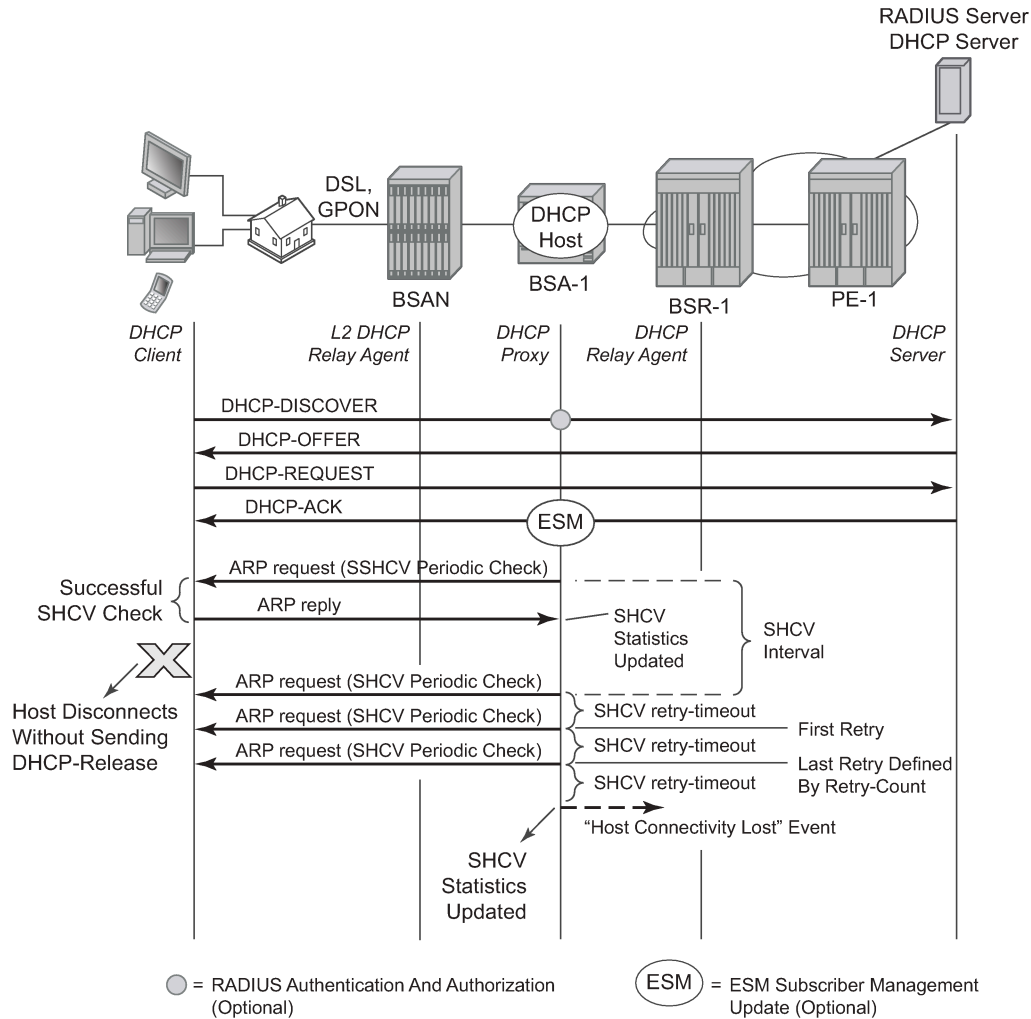 RADIUS Server
DHCP Server
DSL,
GPON
DHCP
Host
BSAN
BSA-1
BSR-1
PE-1
DHCP
Client
L2 DHCP
Relay Agent
DHCP
Proxy
DHCP
Relay Agent
DHCP
Server
DHCP-DISCOVER
DHCP-OFFER
DHCP-REQUEST
DHCP-ACK
ESM
ARP request (SSHCV Periodic Check)
Successful
SHCV Check
ARP reply
SHCV
Statistics
Updated
SHCV
Interval
ARP request (SHCV Periodic Check)
Host Disconnects
Without Sending
DHCP-Release
SHCV retry-timeout
ARP request (SHCV Periodic Check)
First Retry
SHCV retry-timeout
ARP request (SHCV Periodic Check)
Last Retry Defined
By Retry-Count
SHCV retry-timeout
“Host Connectivity Lost” Event
SHCV
Statistics
Updated
= RADIUS Authentication And Authorization
(Optional)
ESM = ESM Subscriber Management
Update (Optional)